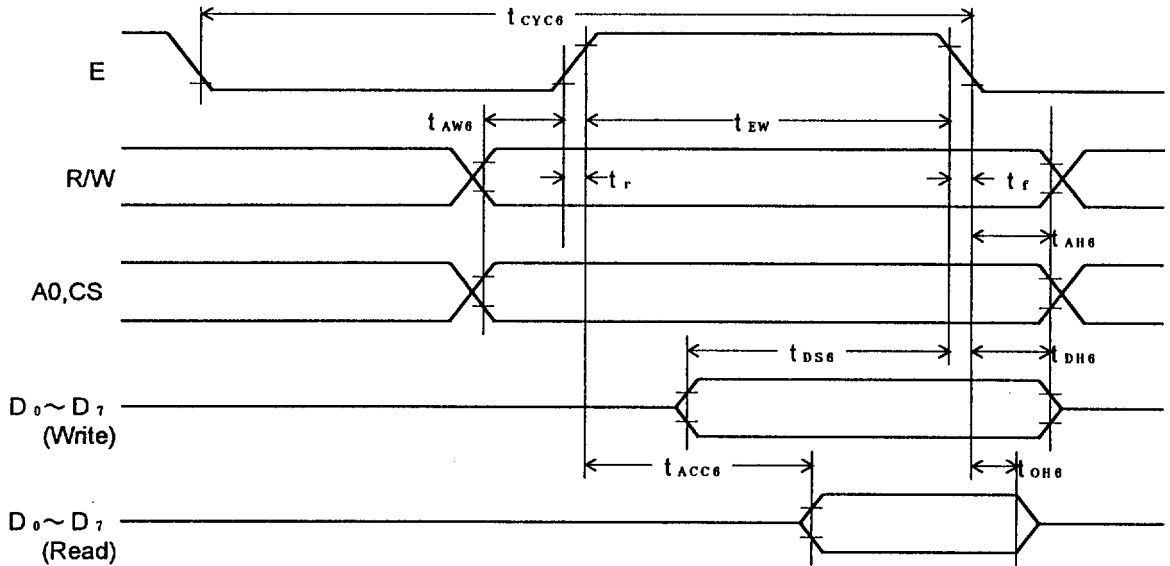 t CYC6
E
t AW6
t EW
R/W
t r
t f
t AH6
A0,CS
t DS6
t DH6
D 0～D 7
(Write)
t ACC6
t OH6
D 0～D 7
(Read)